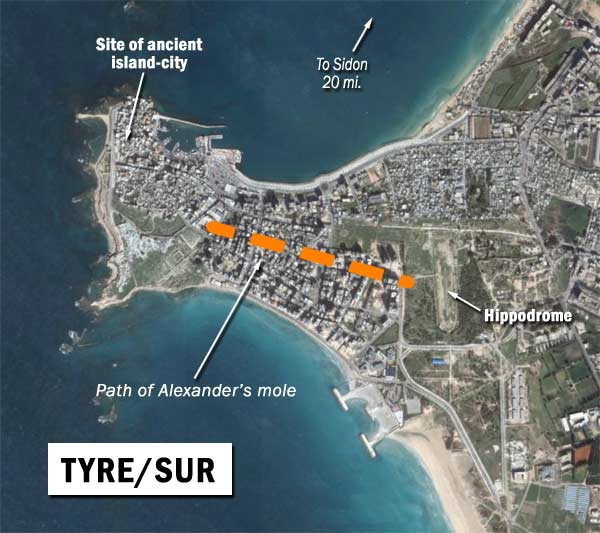 Site of ancient
island-city
To Sidon
20 mi.
Hippodrome
Path of Alexander's mole
TYRE/SUR